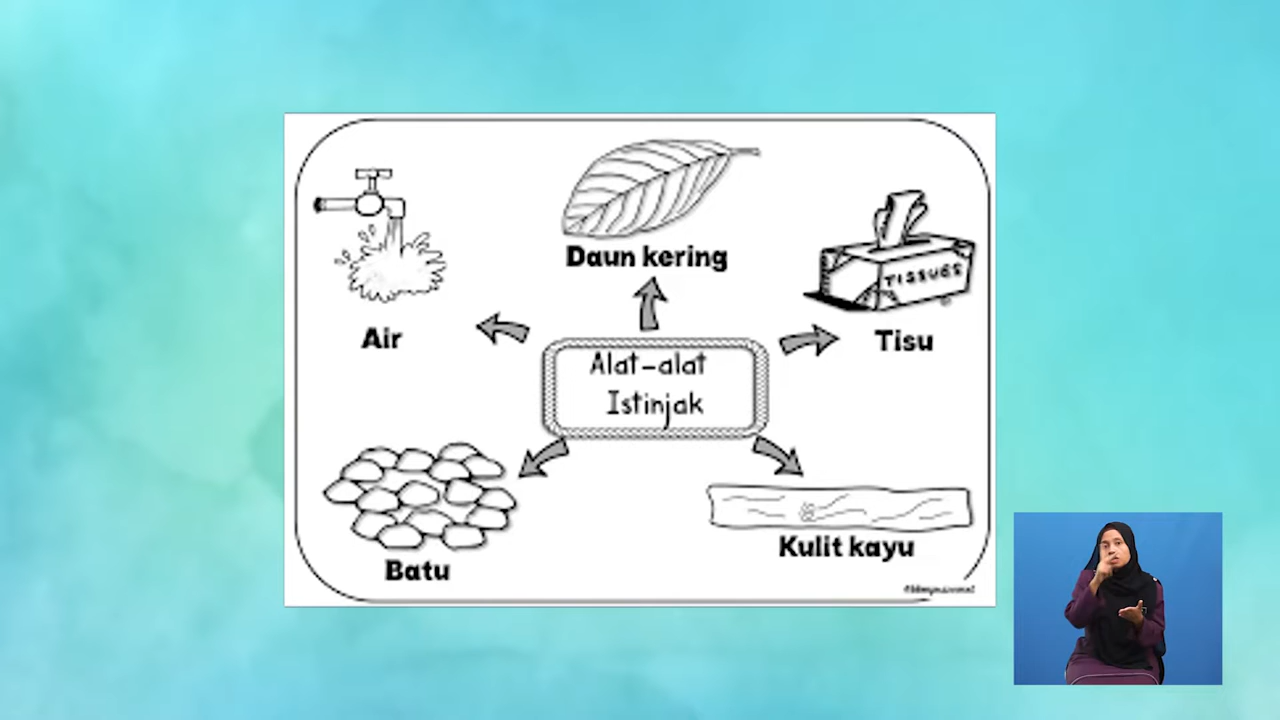 Daun kering
TISSUES
Air
Tisu
Alat-alat
Istinjak
Kulit kayu
Batu